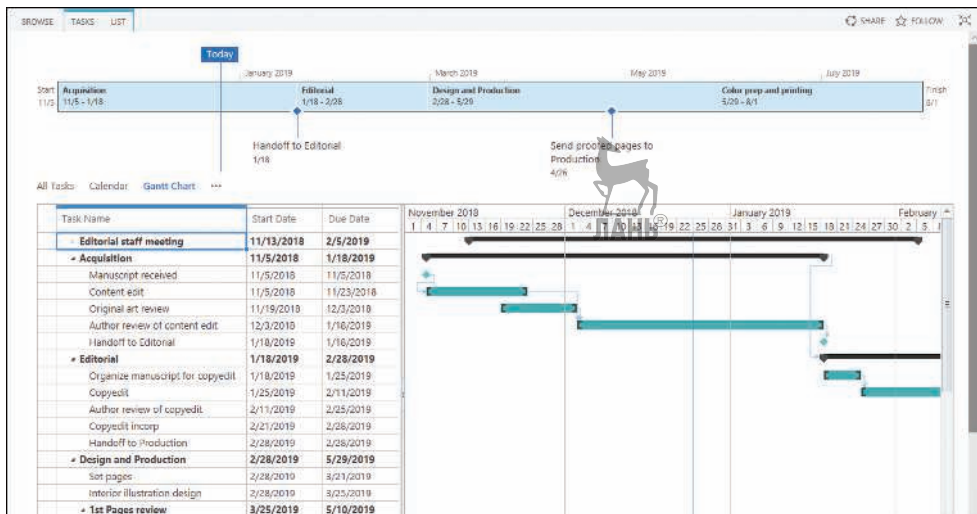 BROWSE TASKS LIST SHARE FOLLOW
Today
January 2019 March 2019 May 2019 July 2019
Start Acquisition Editorial Design and Production Color prep and printing Finish
11/5 11/5 - 1/18 1/18 - 2/28 2/28 - 5/29 5/29 - 8/1 8/1
Handoff to Editorial Send proofed pages to
1/18 Production
4/26
All Tasks Calendar Gantt Chart ...
ЛАНЬ®
Task Name Start Date Due Date November 2018 December 2018 January 2019 February
1 4 7 10 13 16 19 22 25 28 1 4 7 10 13 16 19 22 25 28 31 3 6 9 12 15 18 21 24 27 30 2 5
Editorial staff meeting 11/13/2018 2/5/2019
Acquisition 11/5/2018 1/18/2019
Manuscript received 11/5/2018 11/5/2018
Content edit 11/5/2018 11/23/2018
Original art review 11/19/2018 12/3/2018
Author review of content edit 12/3/2018 1/18/2019
Handoff to Editorial 1/18/2019 1/18/2019
Editorial 1/18/2019 2/28/2019
Organize manuscript for copyedit 1/18/2019 1/25/2019
Copyedit 1/25/2019 2/11/2019
Author review of copyedit 2/11/2019 2/25/2019
Copyedit incorp 2/21/2019 2/28/2019
Handoff to Production 2/28/2019 2/28/2019
Design and Production 2/28/2019 5/29/2019
Set pages 2/28/2019 3/21/2019
Interior illustration design 2/28/2019 3/25/2019
1st Pages review 3/25/2019 5/10/2019